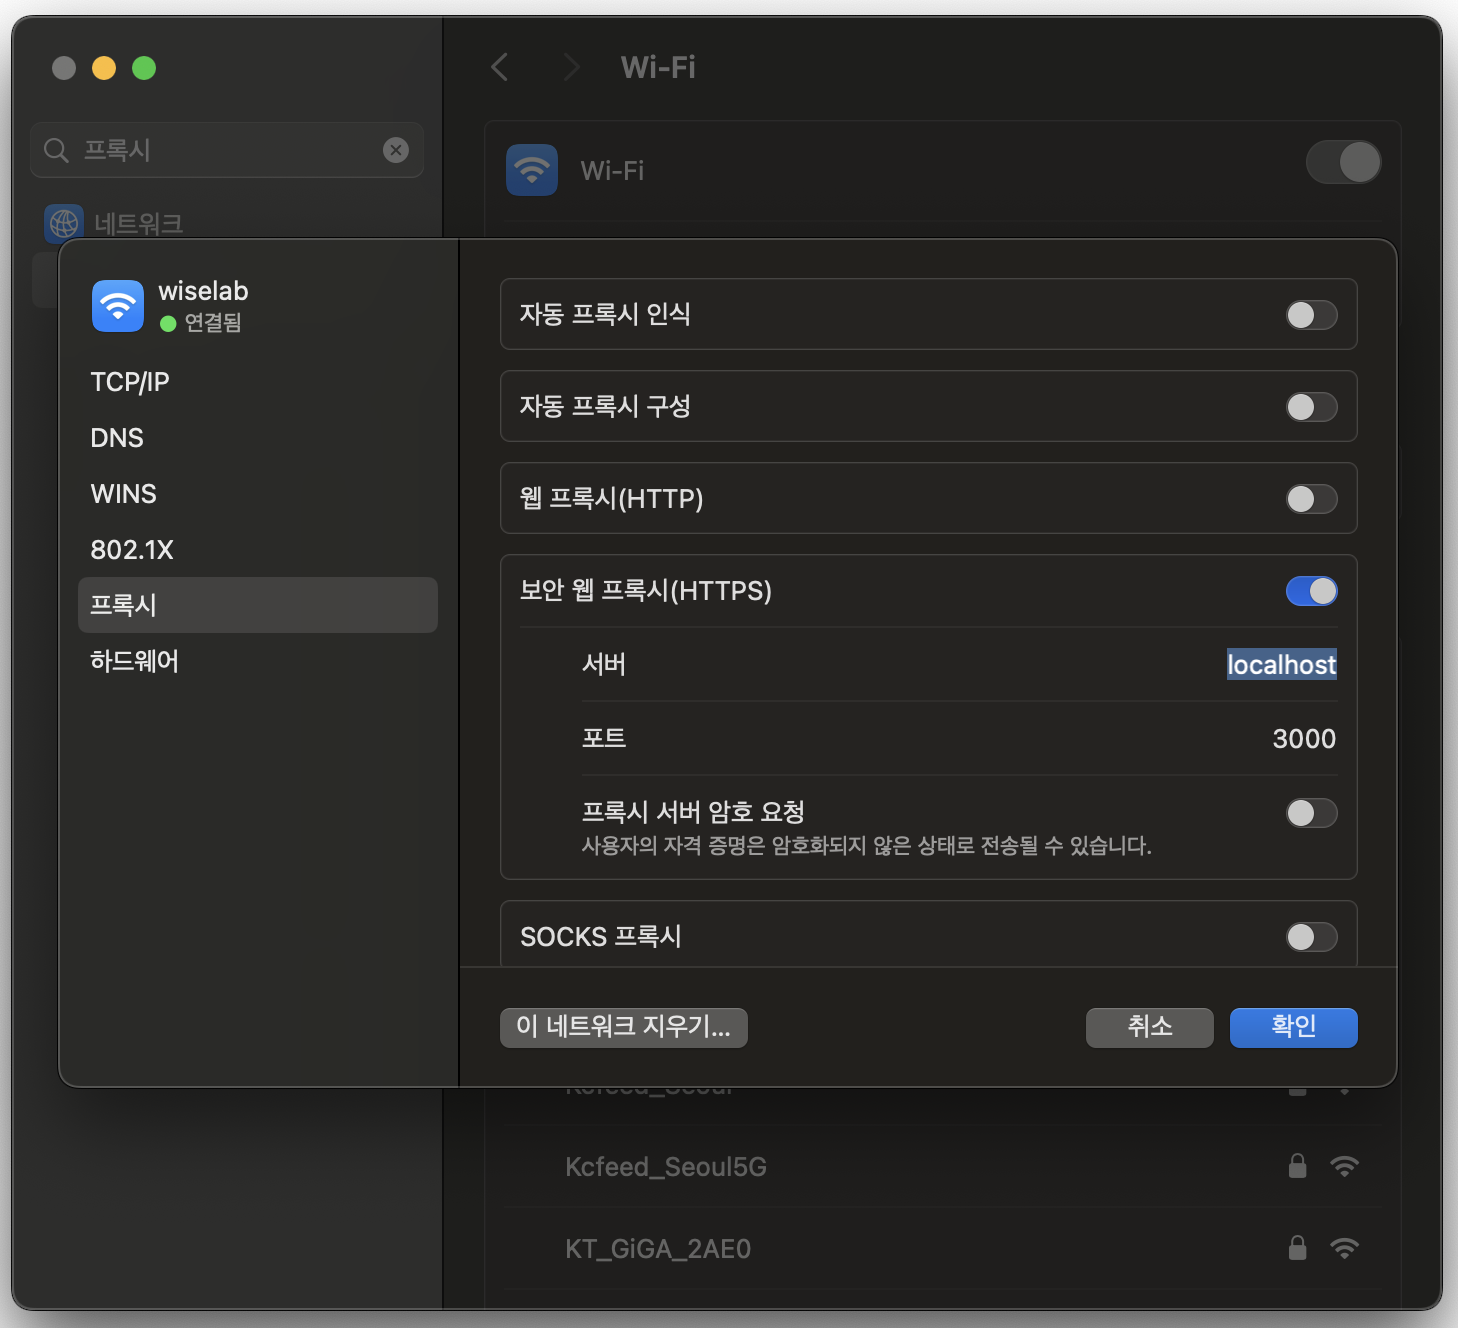 Wi-Fi
프록시
Wi-Fi
네트워크
wiselab
연결됨
TCP/IP
DNS
WINS
802.1X
프록시
하드웨어
자동 프록시 인식
자동 프록시 구성
웹 프록시(HTTP)
보안 웹 프록시(HTTPS)
서버 localhost
포트 3000
프록시 서버 암호 요청
사용자의 자격 증명은 암호화되지 않은 상태로 전송될 수 있습니다.
SOCKS 프록시
이 네트워크 지우기... 취소 확인
Kcfeed_Seoul
Kcfeed_Seoul5G
KT_GiGA_2AE0